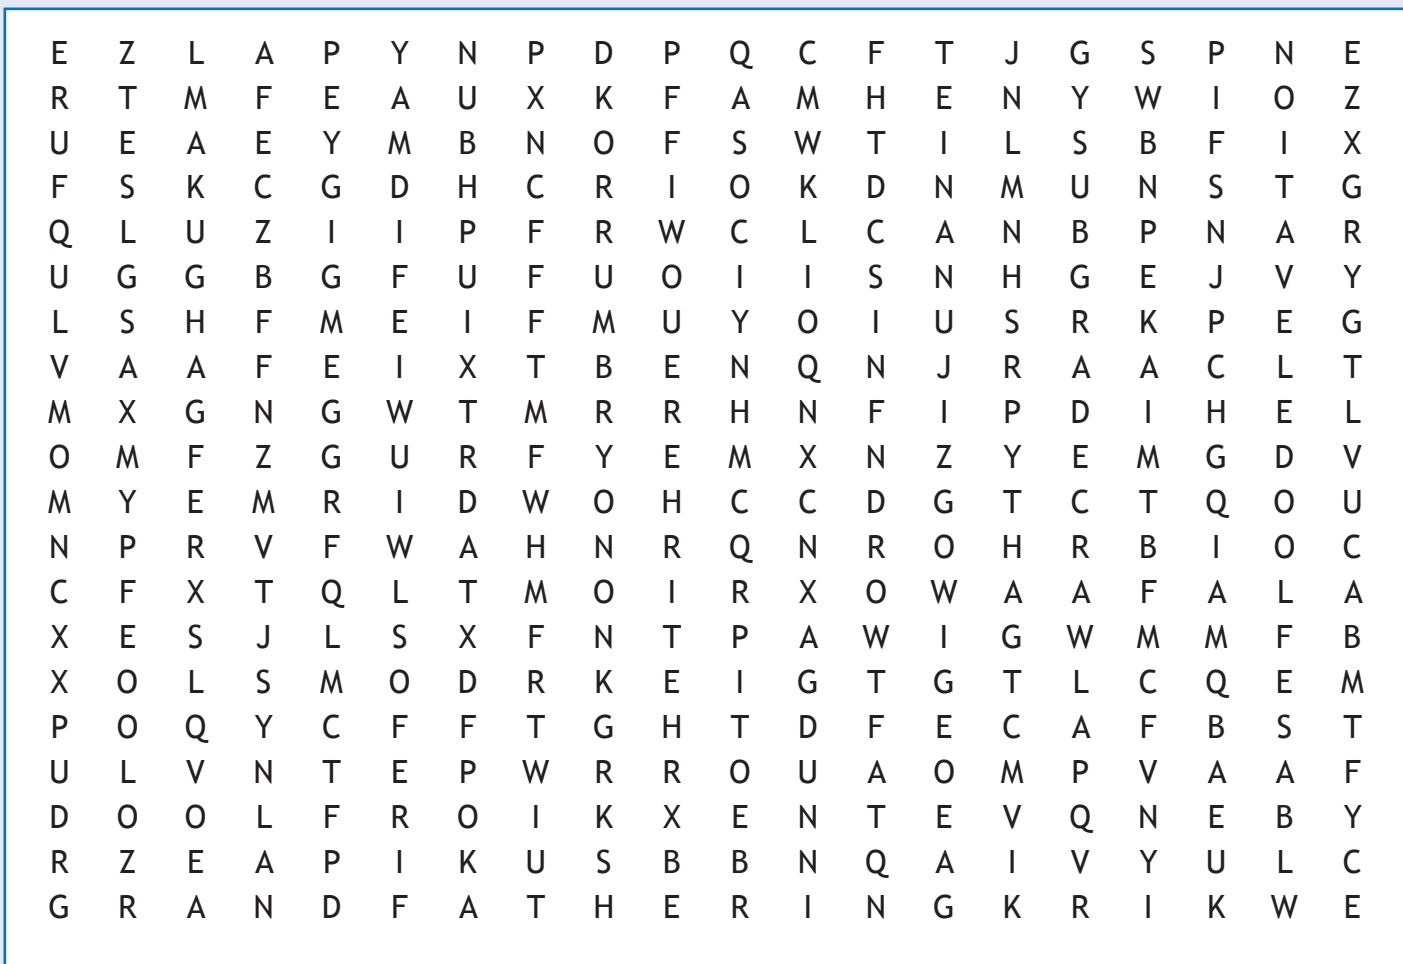 E Z L A P Y N P D P Q C F T J G S P N E
R T M F E A U X K F A M H E N Y W I O Z
U E A E Y M B N O F S W T I L S B F I X
F S K C G D H C R I O K D N M U N S T G
Q L U Z I I P F R W C L C A N B P N A R
U G G B G F U F U O I I S N H G E J V Y
L S H F M E I F M U Y O I U S R K P E G
V A A F E I X T B E N Q N J R A A C L T
M X G N G W T M R R H N F I P D I H E L
O M F Z G U R F Y E M X N Z Y E M G D V
M Y E M R I D W O H C C D G T C T Q O U
N P R V F W A H N R Q N R O H R B I O C
C F X T Q L T M O I R X O W A A F A L A
X E S J L S X F N T P A W I G W M M F B
X O L S M O D R K E I G T G T L C Q E M
P O Q Y C F F T G H T D F E C A F B S T
U L V N T E P W R R O U A O M P V A A F
D O O L F R O I K X E N T E V Q N E B Y
R Z E A P I K U S B B N Q A I V Y U L C
G R A N D F A T H E R I N G K R I K W E